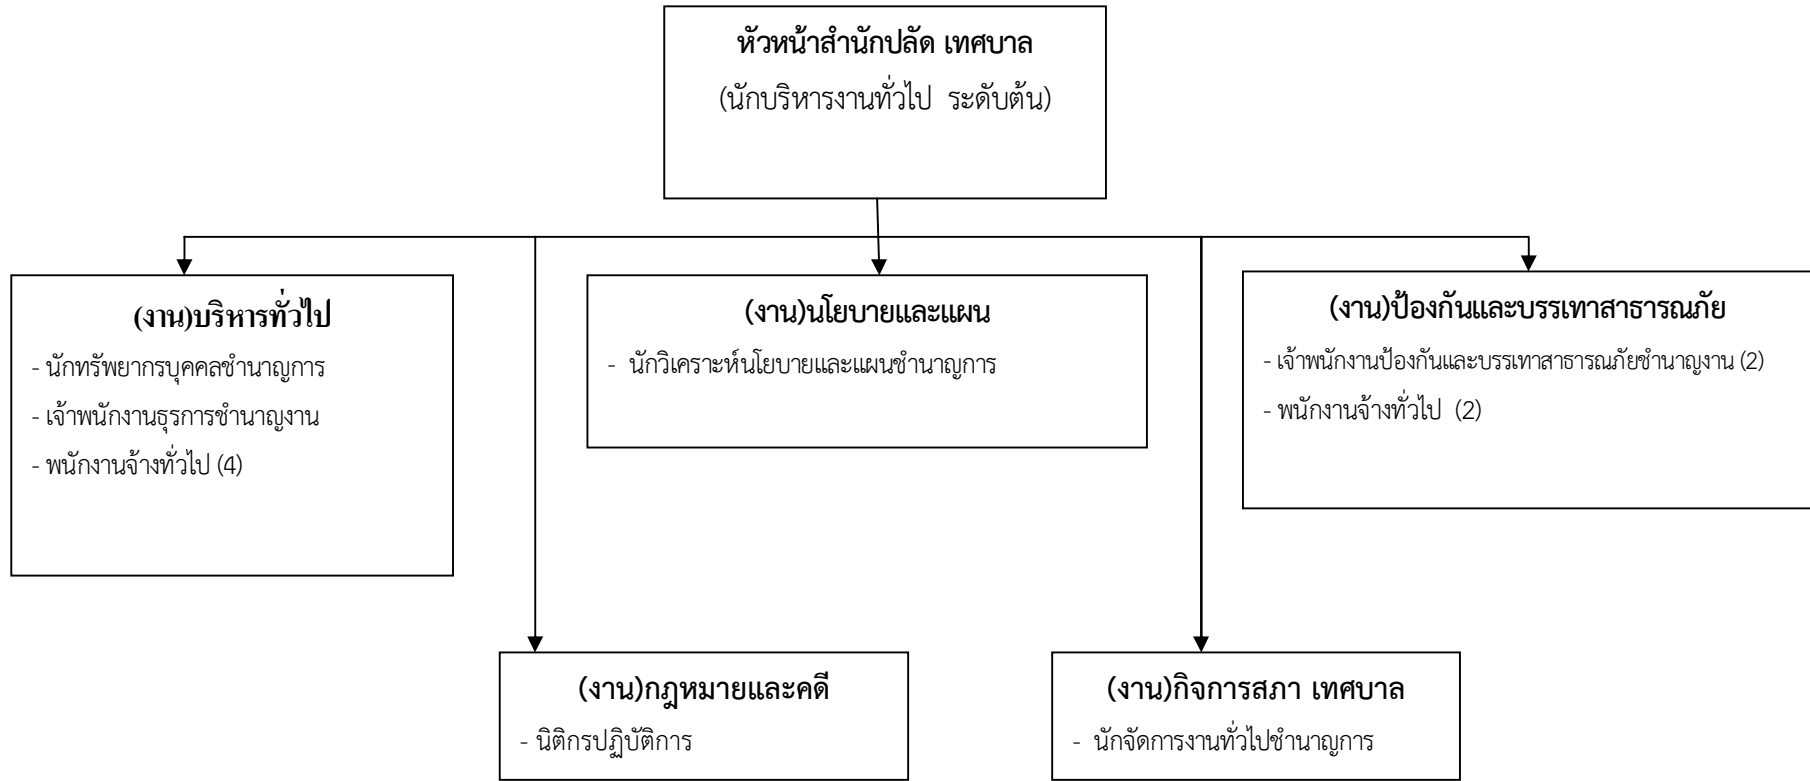 หัวหน้าสำนักปลัด เทศบาล
(นักบริหารงานทั่วไป ระดับต้น)
(งาน)บริหารทั่วไป
- นักทรัพยากรบุคคลชำนาญการ
- เจ้าพนักงานธุรการชำนาญงาน
- พนักงานจ้างทั่วไป (4)
(งาน)นโยบายและแผน
- นักวิเคราะห์นโยบายและแผนชำนาญการ
(งาน)ป้องกันและบรรเทาสาธารณภัย
- เจ้าพนักงานป้องกันและบรรเทาสาธารณภัยชำนาญงาน (2)
- พนักงานจ้างทั่วไป (2)
(งาน)กฎหมายและคดี
- นิติกรปฏิบัติการ
(งาน)กิจการสภา เทศบาล
- นักจัดการงานทั่วไปชำนาญการ